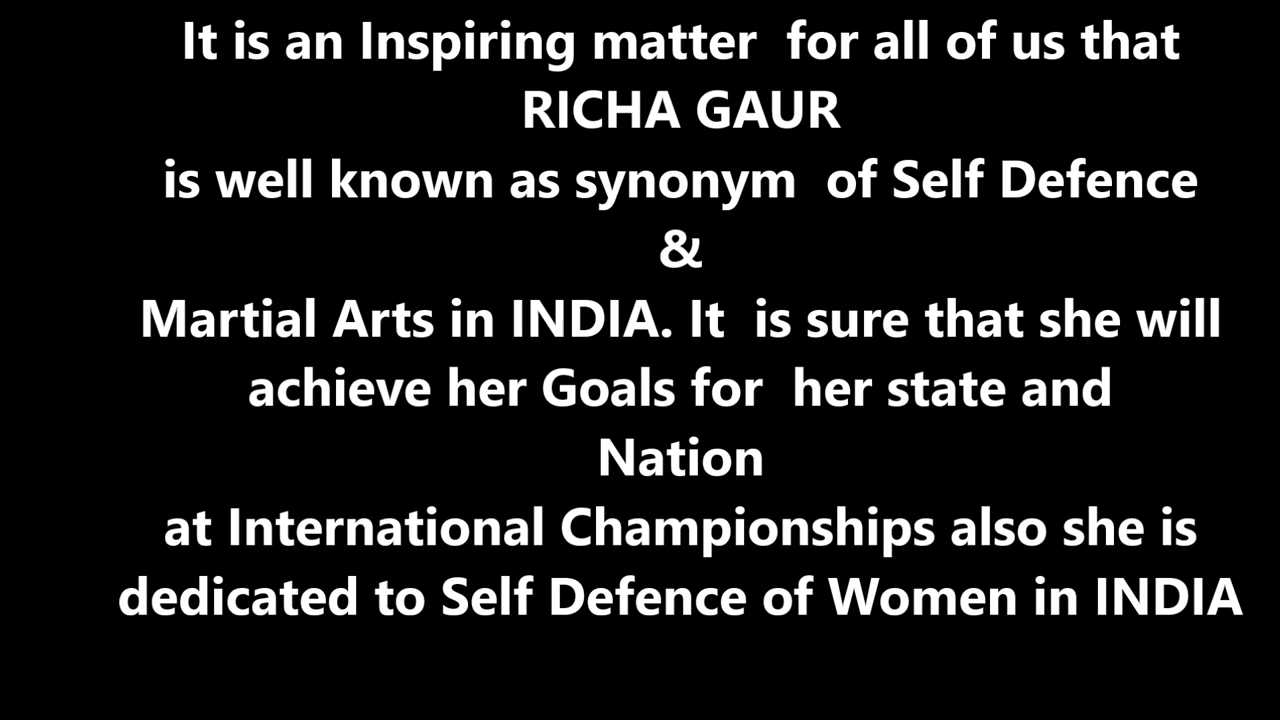 It is an Inspiring matter for all of us that
RICHA GAUR
is well known as synonym of Self Defence
&
Martial Arts in INDIA. It is sure that she will
achieve her Goals for her state and
Nation
at International Championships also she is
dedicated to Self Defence of Women in INDIA